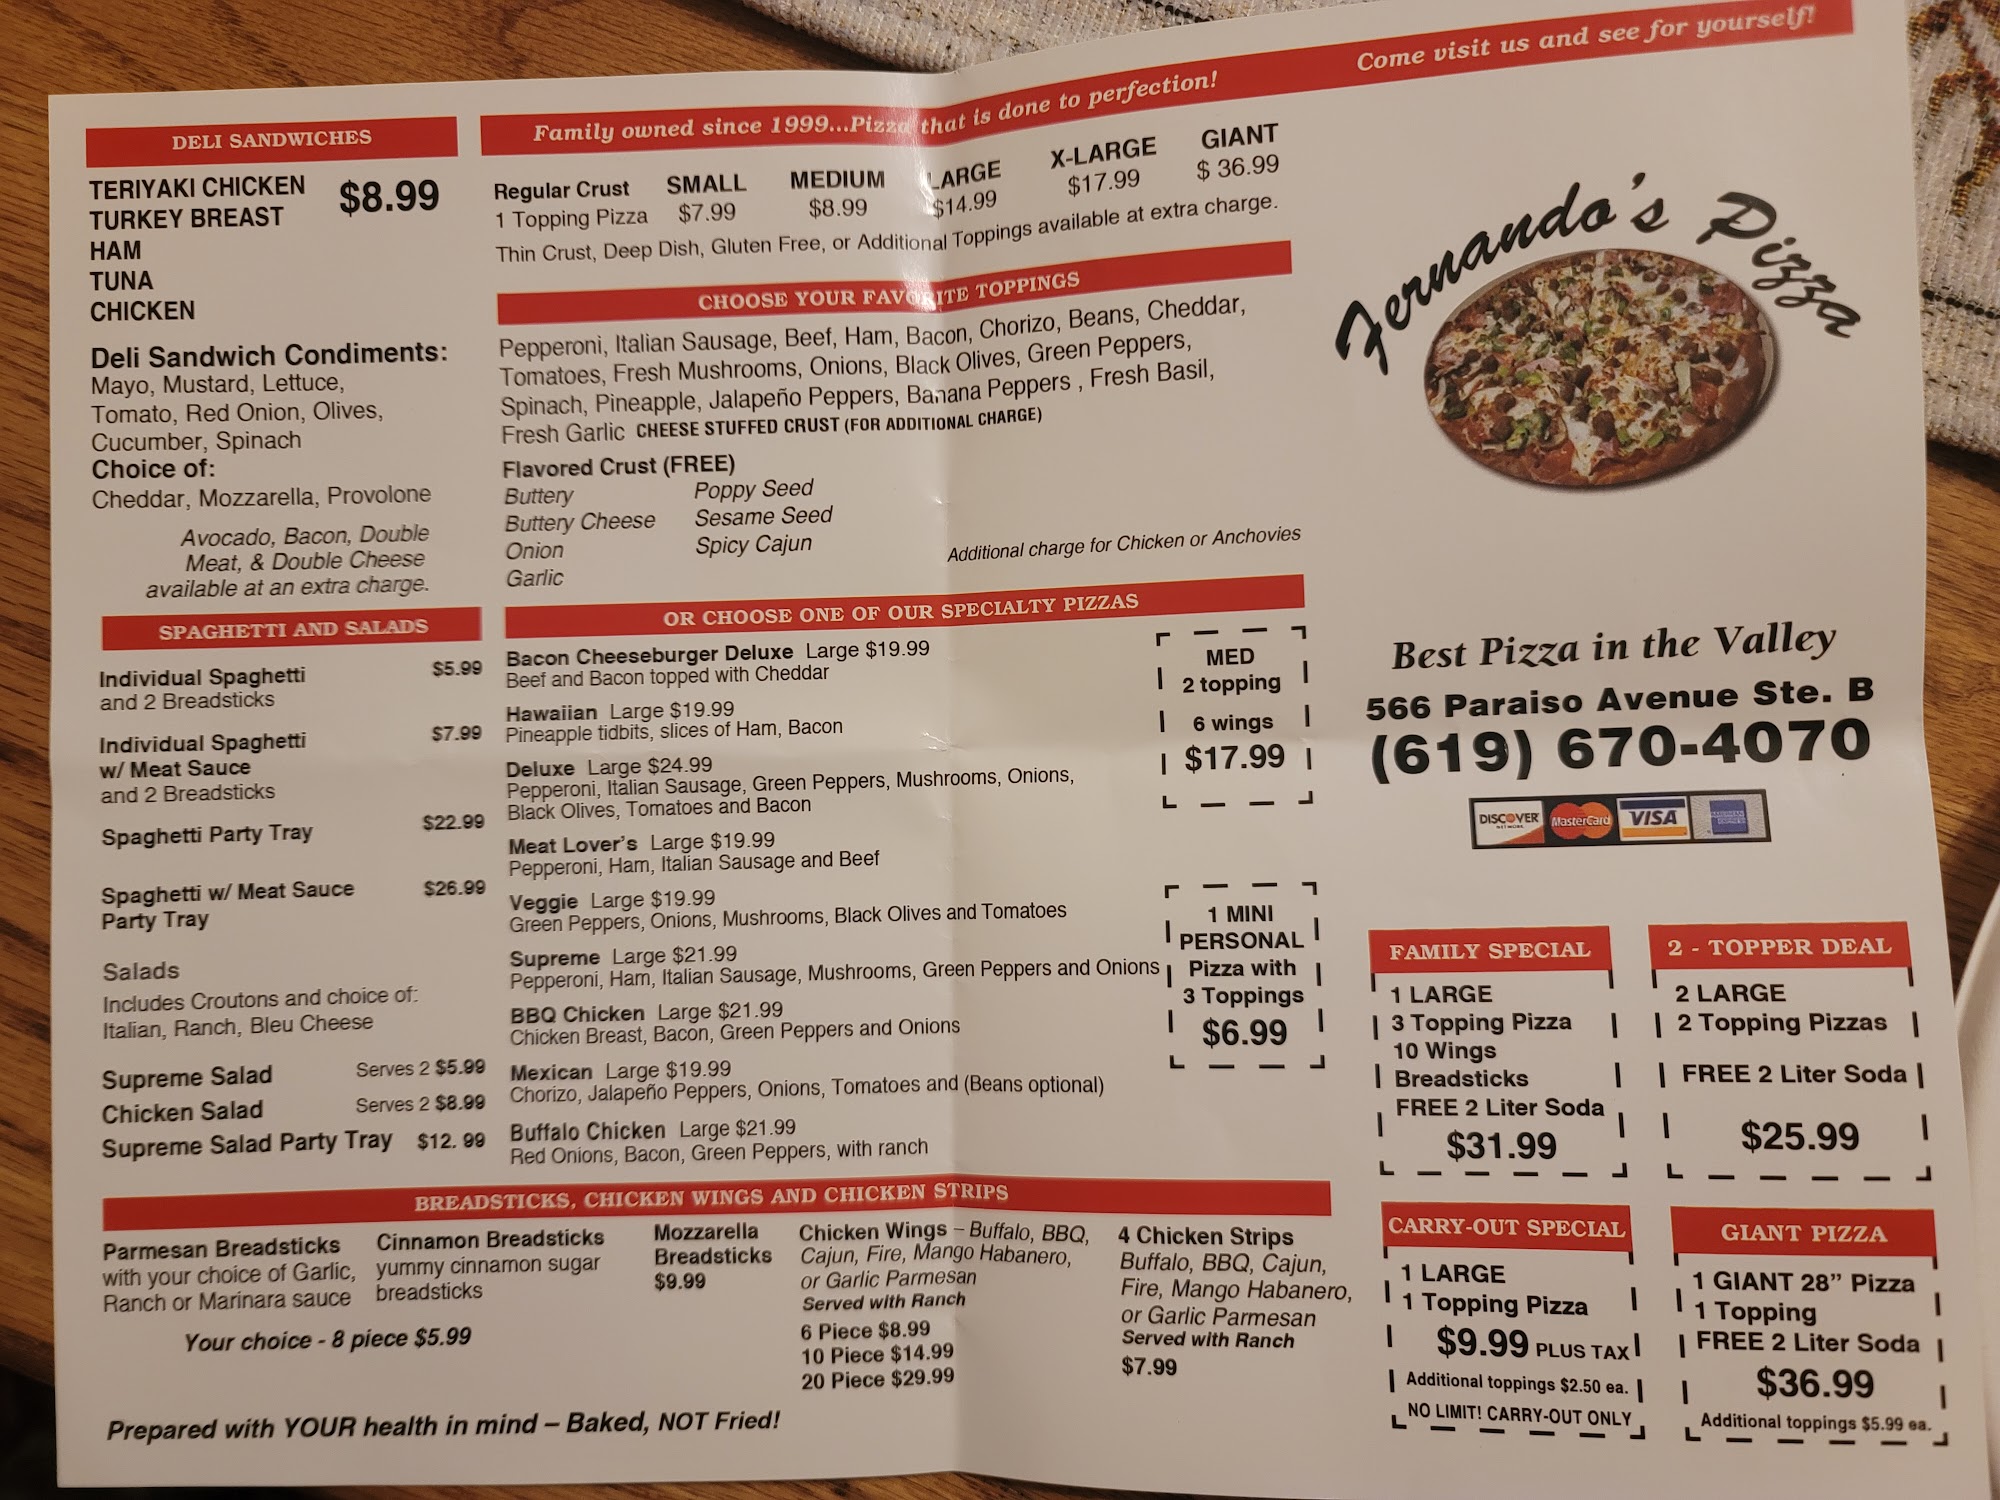 DELI SANDWICHES
TERIYAKI CHICKEN $8.99
TURKEY BREAST
HAM
TUNA
CHICKEN
Deli Sandwich Condiments:
Mayo, Mustard, Lettuce,
Tomato, Red Onion, Olives,
Cucumber, Spinach
Choice of:
Cheddar, Mozzarella, Provolone
Avocado, Bacon, Double
Meat, & Double Cheese
available at an extra charge.
SPAGHETTI AND SALADS
Individual Spaghetti $5.99
and 2 Breadsticks
Individual Spaghetti $7.99
w/ Meat Sauce
and 2 Breadsticks
Spaghetti Party Tray $22.99
Spaghetti w/ Meat Sauce $26.99
Party Tray
Salads
Includes Croutons and choice of:
Italian, Ranch, Bleu Cheese
Supreme Salad Serves 2 $5.99
Chicken Salad Serves 2 $8.99
Supreme Salad Party Tray $12. 99
Family owned since 1999...Pizza that is done to perfection! Come visit us and see for yourself!
SMALL MEDIUM LARGE X-LARGE GIANT
Regular Crust
1 Topping Pizza $7.99 $8.99 $14.99 $17.99 $ 36.99
Thin Crust, Deep Dish, Gluten Free, or Additional Toppings available at extra charge.
CHOOSE YOUR FAVORITE TOPPINGS
Pepperoni, Italian Sausage, Beef, Ham, Bacon, Chorizo, Beans, Cheddar,
Tomatoes, Fresh Mushrooms, Onions, Black Olives, Green Peppers,
Spinach, Pineapple, Jalapeño Peppers, Banana Peppers , Fresh Basil,
Fresh Garlic CHEESE STUFFED CRUST (FOR ADDITIONAL CHARGE)
Flavored Crust (FREE)
Buttery Poppy Seed
Buttery Cheese Sesame Seed
Onion Spicy Cajun
Garlic
Additional charge for Chicken or Anchovies
OR CHOOSE ONE OF OUR SPECIALTY PIZZAS
Bacon Cheeseburger Deluxe Large $19.99
Beef and Bacon topped with Cheddar
Hawaiian Large $19.99
Pineapple tidbits, slices of Ham, Bacon
Deluxe Large $24.99
Pepperoni, Italian Sausage, Green Peppers, Mushrooms, Onions,
Black Olives, Tomatoes and Bacon
Meat Lover's Large $19.99
Pepperoni, Ham, Italian Sausage and Beef
Veggie Large $19.99
Green Peppers, Onions, Mushrooms, Black Olives and Tomatoes
Supreme Large $21.99
Pepperoni, Ham, Italian Sausage, Mushrooms, Green Peppers and Onions
BBQ Chicken Large $21.99
Chicken Breast, Bacon, Green Peppers and Onions
Mexican Large $19.99
Chorizo, Jalapeño Peppers, Onions, Tomatoes and (Beans optional)
Buffalo Chicken Large $21.99
Red Onions, Bacon, Green Peppers, with ranch
MED
2 topping
6 wings
$17.99
1 MINI
PERSONAL
Pizza with
3 Toppings
$6.99
BREADSTICKS, CHICKEN WINGS AND CHICKEN STRIPS
Parmesan Breadsticks
with your choice of Garlic,
Ranch or Marinara sauce
Cinnamon Breadsticks
yummy cinnamon sugar
breadsticks
Your choice - 8 piece $5.99
Mozzarella
Breadsticks
$9.99
Chicken Wings – Buffalo, BBQ,
Cajun, Fire, Mango Habanero,
or Garlic Parmesan
Served with Ranch
6 Piece $8.99
10 Piece $14.99
20 Piece $29.99
4 Chicken Strips
Buffalo, BBQ, Cajun,
Fire, Mango Habanero,
or Garlic Parmesan
Served with Ranch
$7.99
Prepared with YOUR health in mind – Baked, NOT Fried!
Fernando's Pizza
Best Pizza in the Valley
566 Paraiso Avenue Ste. B
(619) 670-4070
DISCOVER
NETWORK
MasterCard
VISA
FAMILY SPECIAL
1 LARGE
3 Topping Pizza
10 Wings
Breadsticks
FREE 2 Liter Soda
$31.99
2 - TOPPER DEAL
2 LARGE
2 Topping Pizzas
FREE 2 Liter Soda
$25.99
CARRY-OUT SPECIAL
1 LARGE
1 Topping Pizza
$9.99 PLUS TAX
Additional toppings $2.50 ea.
NO LIMIT! CARRY-OUT ONLY
GIANT PIZZA
1 GIANT 28" Pizza
1 Topping
FREE 2 Liter Soda
$36.99
Additional toppings $5.99 ea.